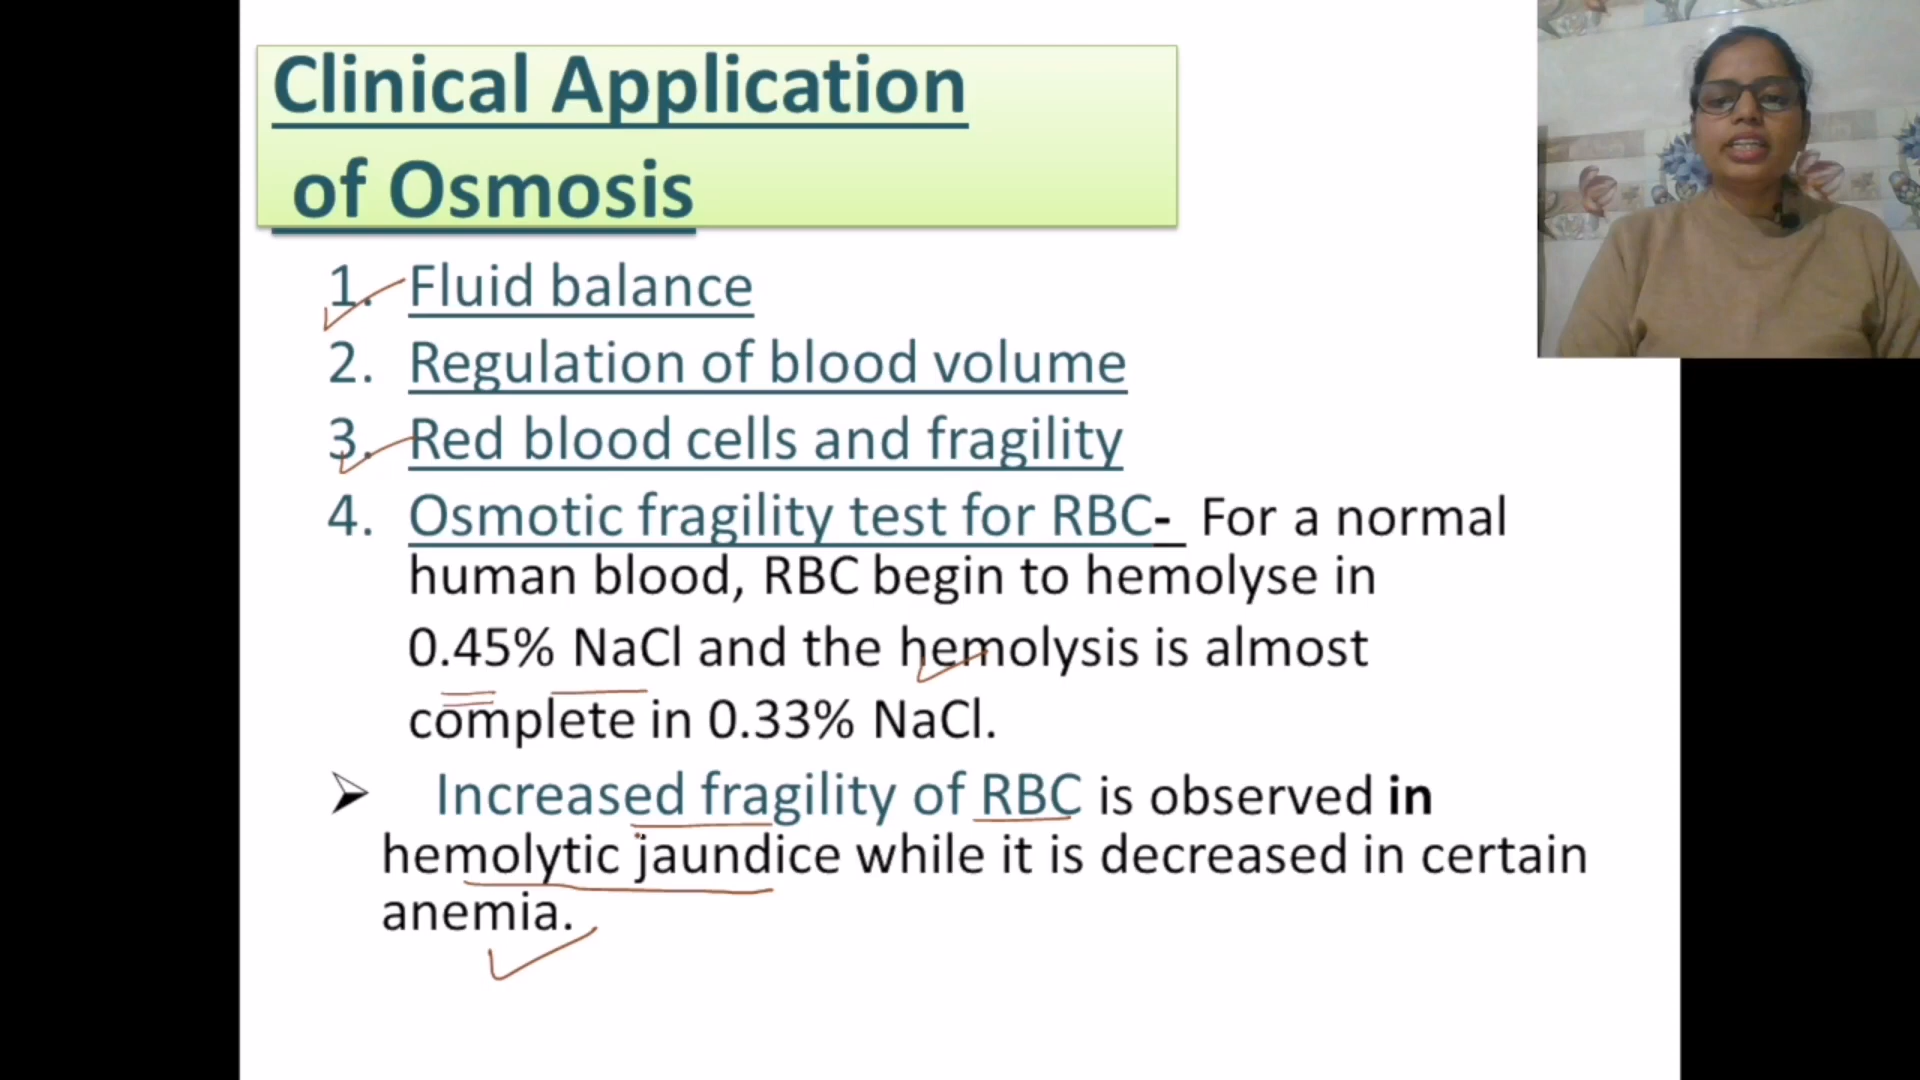 Clinical Application
of Osmosis
1. Fluid balance
2. Regulation of blood volume
3. Red blood cells and fragility
4. Osmotic fragility test for RBC- For a normal
human blood, RBC begin to hemolyse in
0.45% NaCl and the hemolysis is almost
complete in 0.33% NaCl.
➢ Increased fragility of RBC is observed in
hemolytic jaundice while it is decreased in certain
anemia.